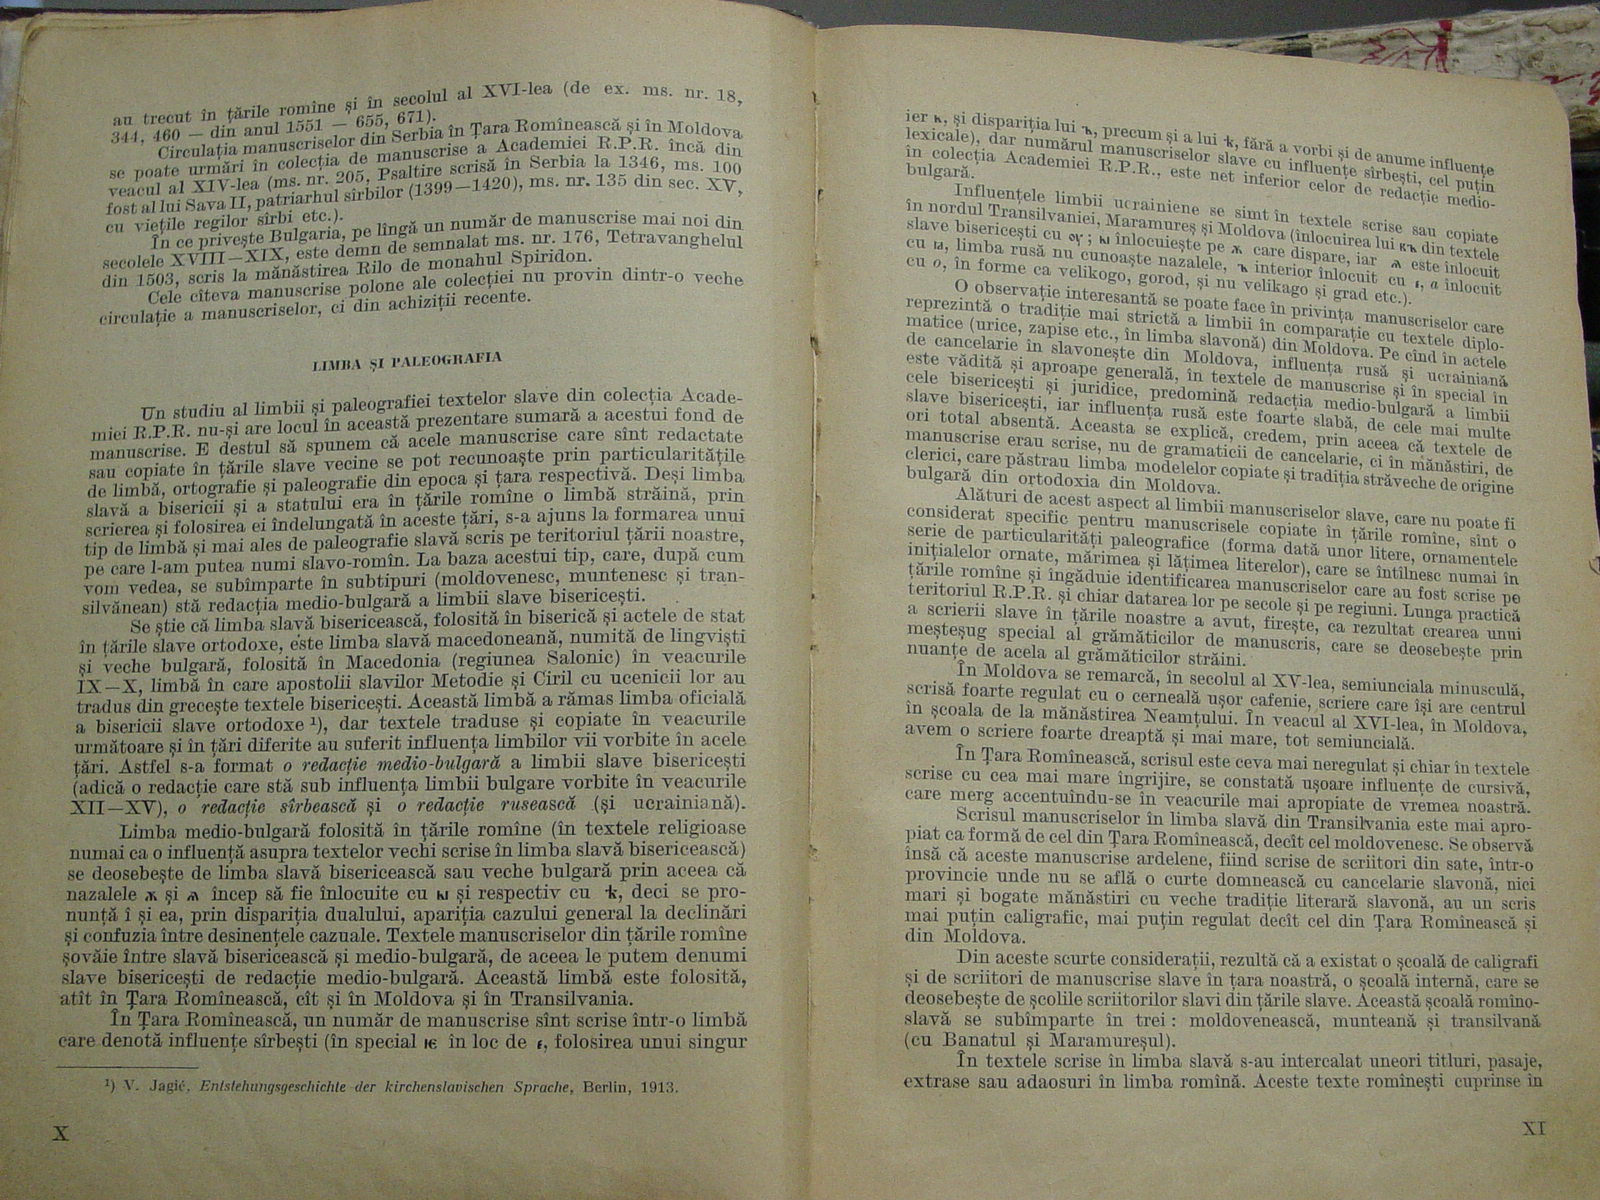 au trecut în țările romîne și în secolul al XVI-lea (de ex. ms. nr. 18,
344, 460 — din anul 1551 — 655, 671).
Circulația manuscriselor din Serbia în Țara Romînească și în Moldova
se poate urmări în colecția de manuscrise a Academiei R.P.R. încă din
veacul al XIV-lea (ms. nr. 205, Psaltire scrisă în Serbia la 1346, ms. 100
fost al lui Sava II, patriarhul sîrbilor (1399—1420), ms. nr. 135 din sec. XV,
cu viețile regilor sîrbi etc.).
În ce privește Bulgaria, pe lîngă un număr de manuscrise mai noi din
secolele XVIII—XIX, este demn de semnalat ms. nr. 176, Tetravanghelul
din 1503, scris la mănăstirea Rilo de monahul Spiridon.
Cele cîteva manuscrise polone ale colecției nu provin dintr-o veche
circulație a manuscriselor, ci din achiziții recente.
LIMBA ȘI PALEOGRAFIA
Un studiu al limbii și paleografiei textelor slave din colecția Acade-
miei R.P.R. nu-și are locul în această prezentare sumară a acestui fond de
manuscrise. E destul să spunem că acele manuscrise care sînt redactate
sau copiate în țările slave vecine se pot recunoaște prin particularitățile
de limbă, ortografie și paleografie din epoca și țara respectivă. Deși limba
slavă a bisericii și a statului era în țările romîne o limbă străină, prin
scrierea și folosirea ei îndelungată în aceste țări, s-a ajuns la formarea unui
tip de limbă și mai ales de paleografie slavă scris pe teritoriul țării noastre,
pe care l-am putea numi slavo-romîn. La baza acestui tip, care, după cum
vom vedea, se subîmparte în subtipuri (moldovenesc, muntenesc și tran-
silvănean) stă redacția medio-bulgară a limbii slave bisericești.
Se știe că limba slavă bisericească, folosită în biserică și actele de stat
în țările slave ortodoxe, este limba slavă macedoneană, numită de lingviști
și veche bulgară, folosită în Macedonia (regiunea Salonic) în veacurile
IX—X, limbă în care apostolii slavilor Metodie și Ciril cu ucenicii lor au
tradus din grecește textele bisericești. Această limbă a rămas limba oficială
a bisericii slave ortodoxe ¹), dar textele traduse și copiate în veacurile
următoare și în țări diferite au suferit influența limbilor vii vorbite în acele
țări. Astfel s-a format o redacție medio-bulgară a limbii slave bisericești
(adică o redacție care stă sub influența limbii bulgare vorbite în veacurile
XII—XV), o redacție sîrbească și o redacție rusească (și ucrainiană).
Limba medio-bulgară folosită în țările romîne (în textele religioase
numai ca o influență asupra textelor vechi scrise în limba slavă bisericească)
se deosebește de limba slavă bisericească sau veche bulgară prin aceea că
nazalele ѫ și ѧ încep să fie înlocuite cu ꙑ și respectiv cu ѣ, deci se pro-
nunță î și ea, prin dispariția dualului, apariția cazului general la declinări
și confuzia între desinențele cazuale. Textele manuscriselor din țările romîne
șovăie între slavă bisericească și medio-bulgară, de aceea le putem denumi
slave bisericești de redacție medio-bulgară. Această limbă este folosită,
atît în Țara Romînească, cît și în Moldova și în Transilvania.
În Țara Romînească, un număr de manuscrise sînt scrise într-o limbă
care denotă influențe sîrbești (în special ѥ în loc de є, folosirea unui singur
¹) V. Jagić, Entstehungsgeschichte der kirchenslavischen Sprache, Berlin, 1913.
X
ier ь, și dispariția lui ъ, precum și a lui ѣ, fără a vorbi și de anume influențe
lexicale), dar numărul manuscriselor slave cu influențe sîrbești, cel puțin
în colecția Academiei R.P.R., este net inferior celor de redacție medio-
bulgară.
Influențele limbii ucrainiene se simt în textele scrise sau copiate
în nordul Transilvaniei, Maramureș și Moldova (înlocuirea lui въ din textele
slave bisericești cu оу; ꙑ înlocuiește pe ѫ care dispare, iar ѧ este înlocuit
cu ꙗ, limba rusă nu cunoaște nazalele, ъ interior înlocuit cu є, a înlocuit
cu o, în forme ca velikogo, gorod, și nu velikago și grad etc.).
O observație interesantă se poate face în privința manuscriselor care
reprezintă o tradiție mai strictă a limbii în comparație cu textele diplo-
matice (urice, zapise etc., în limba slavonă) din Moldova. Pe cînd în actele
de cancelarie în slavonește din Moldova, influența rusă și ucrainiană
este vădită și aproape generală, în textele de manuscrise și în special în
cele bisericești și juridice, predomină redacția medio-bulgară a limbii
slave bisericești, iar influența rusă este foarte slabă, de cele mai multe
ori total absentă. Aceasta se explică, credem, prin aceea că textele de
manuscrise erau scrise, nu de gramaticii de cancelarie, ci în mănăstiri, de
clerici, care păstrau limba modelelor copiate și tradiția străveche de origine
bulgară din ortodoxia din Moldova.
Alături de acest aspect al limbii manuscriselor slave, care nu poate fi
considerat specific pentru manuscrisele copiate în țările romîne, sînt o
serie de particularități paleografice (forma dată unor litere, ornamentele
inițialelor ornate, mărimea și lățimea literelor), care se întîlnesc numai în
țările romîne și îngăduie identificarea manuscriselor care au fost scrise pe
teritoriul R.P.R. și chiar datarea lor pe secole și pe regiuni. Lunga practică
a scrierii slave în țările noastre a avut, firește, ca rezultat crearea unui
meșteșug special al grămăticilor de manuscris, care se deosebește prin
nuanțe de acela al grămăticilor străini.
În Moldova se remarcă, în secolul al XV-lea, semiunciala minusculă,
scrisă foarte regulat cu o cerneală ușor cafenie, scriere care își are centrul
în școala de la mănăstirea Neamțului. În veacul al XVI-lea, în Moldova,
avem o scriere foarte dreaptă și mai mare, tot semiuncială.
În Țara Romînească, scrisul este ceva mai neregulat și chiar în textele
scrise cu cea mai mare îngrijire, se constată ușoare influențe de cursivă,
care merg accentuîndu-se în veacurile mai apropiate de vremea noastră.
Scrisul manuscriselor în limba slavă din Transilvania este mai apro-
piat ca formă de cel din Țara Romînească, decît cel moldovenesc. Se observă
însă că aceste manuscrise ardelene, fiind scrise de scriitori din sate, într-o
provincie unde nu se află o curte domnească cu cancelarie slavonă, nici
mari și bogate mănăstiri cu veche tradiție literară slavonă, au un scris
mai puțin caligrafic, mai puțin regulat decît cel din Țara Romînească și
din Moldova.
Din aceste scurte considerații, rezultă că a existat o școală de caligrafi
și de scriitori de manuscrise slave în țara noastră, o școală internă, care se
deosebește de școlile scriitorilor slavi din țările slave. Această școală romîno-
slavă se subîmparte în trei : moldovenească, munteană și transilvană
(cu Banatul și Maramureșul).
În textele scrise în limba slavă s-au intercalat uneori titluri, pasaje,
extrase sau adaosuri în limba romînă. Aceste texte romînești cuprinse în
XI